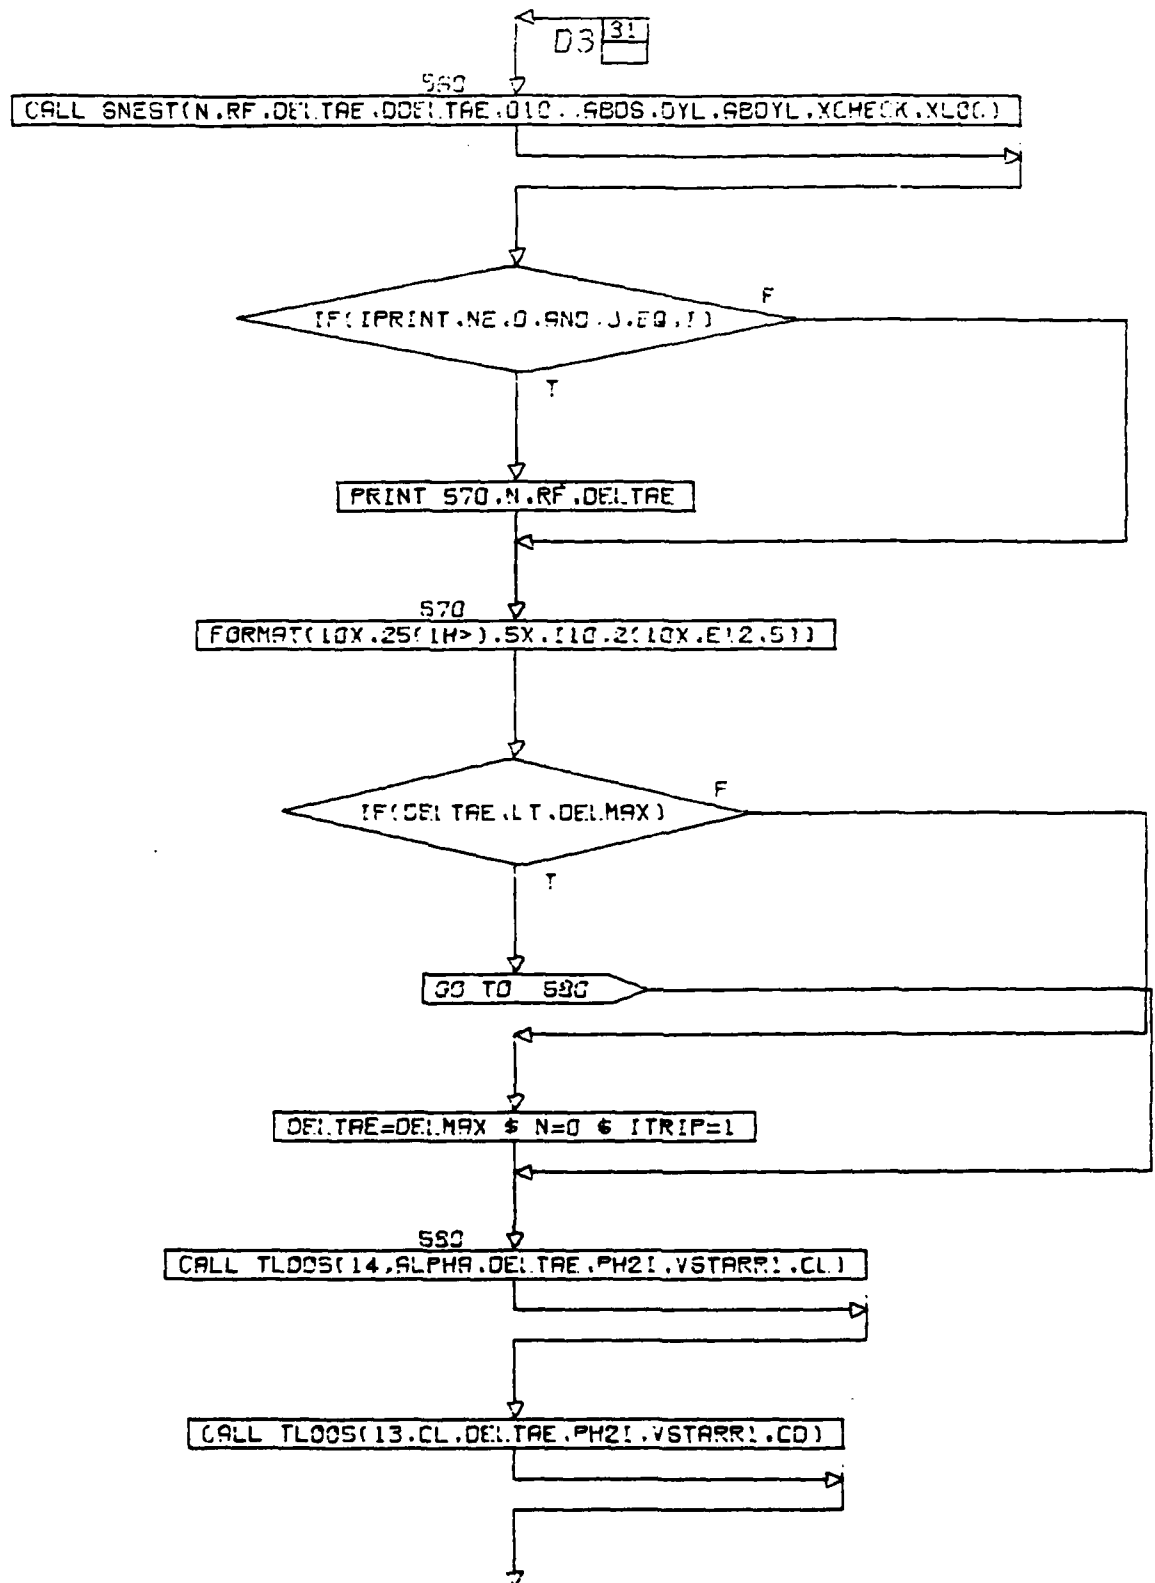 D3 31
560
CALL SNEST(N.RF.DELTAE.DDELTAE.010..ABDS.DYL.ABDYL.XCHECK.XLOC.)
F
IF(IPRINT.NE.0.AND.J.EQ.I)
T
PRINT 570.N.RF.DELTAE
570
FORMAT(10X.25(1H>).5X.I10.2(10X.E12.5))
F
IF(DELTAE.LT.DELMAX)
T
GO TO 580
DELTAE=DELMAX $ N=0 $ ITRIP=1
580
CALL TLOOS(14.ALPHA.DELTAE.PH2I.VSTARR1.CL)
CALL TLOOS(13.CL.DELTAE.PH2I.VSTARR1.CD)